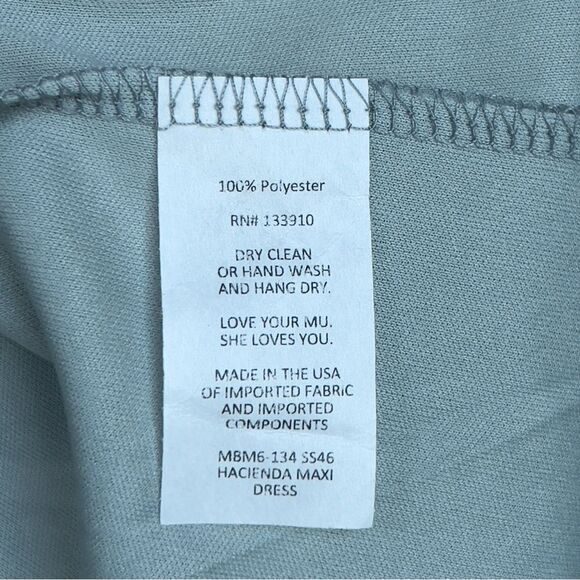 100% Polyester
RN# 133910
DRY CLEAN
OR HAND WASH
AND HANG DRY.
LOVE YOUR MU.
SHE LOVES YOU.
MADE IN THE USA
OF IMPORTED FABRIC
AND IMPORTED
COMPONENTS
MBM6-134 SS46
HACIENDA MAXI
DRESS